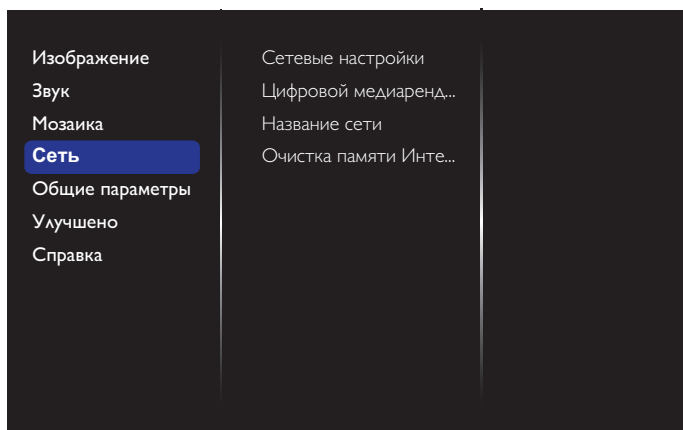 Изображение
Звук
Мозаика
Сеть
Общие параметры
Улучшено
Справка
Сетевые настройки
Цифровой медиаренд...
Название сети
Очистка памяти Инте...